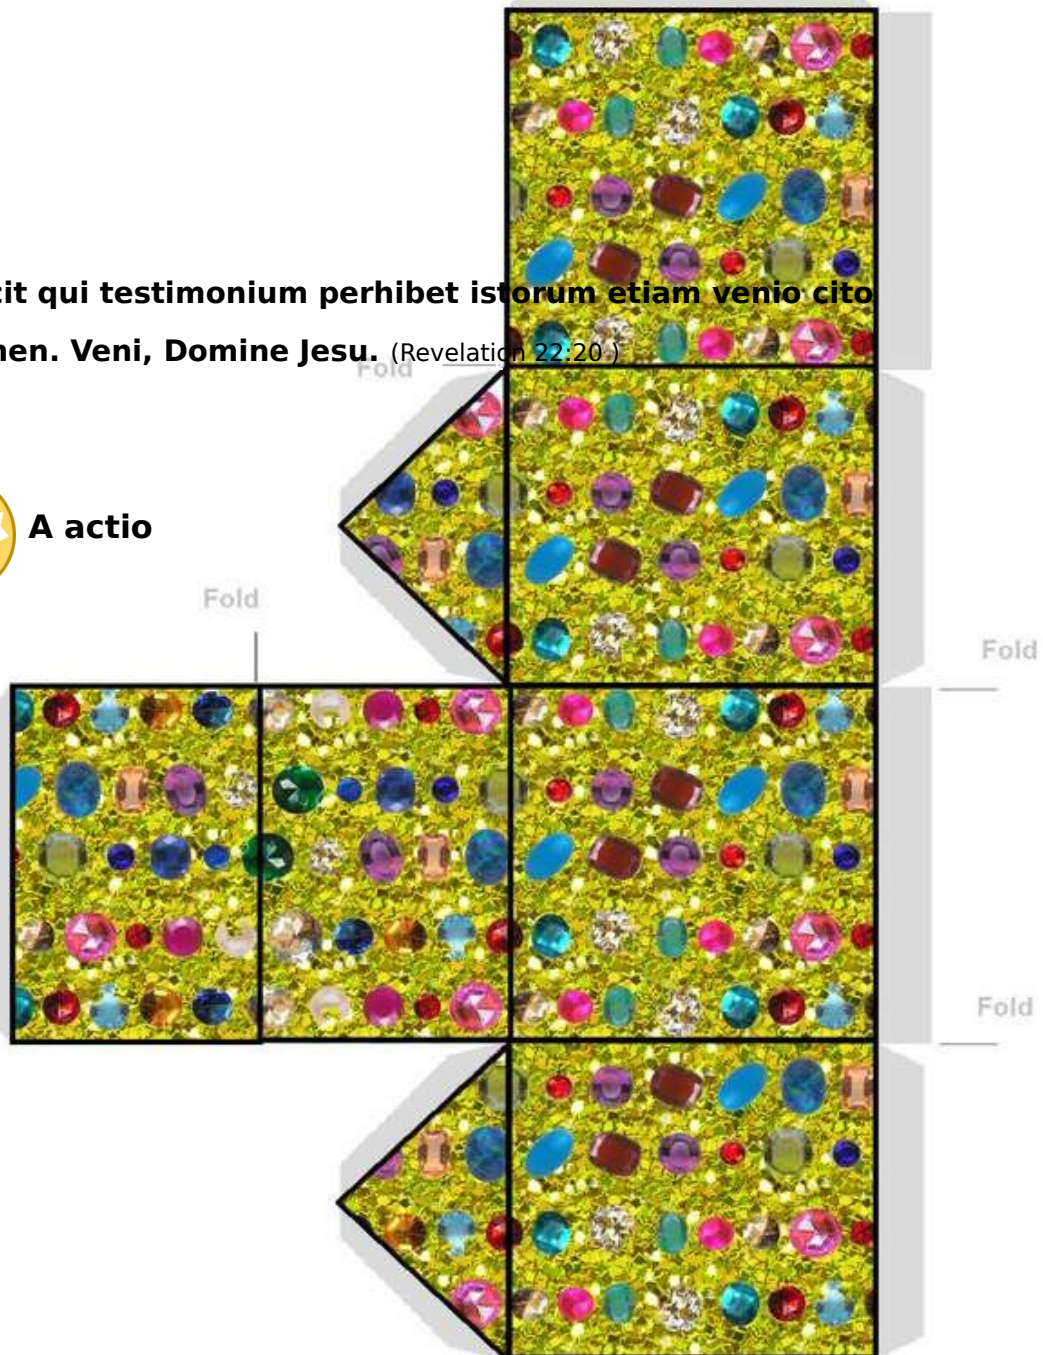 cit qui testimonium perhibet istorum etiam venio cito
nen. Veni, Domine Jesu. (Revelation 22:20 )
Fold
A actio
Fold
Fold
Fold